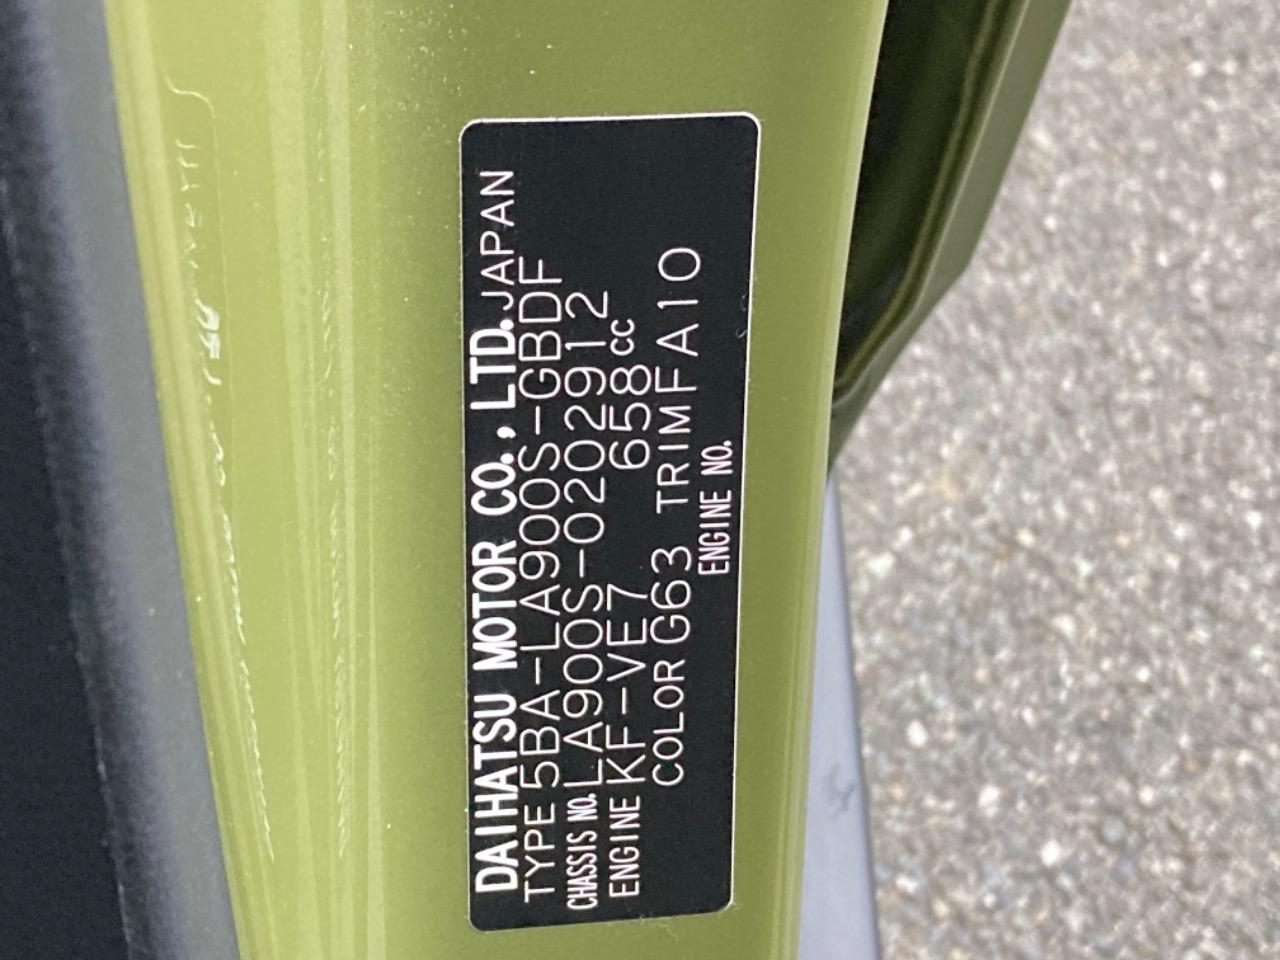 DAIHATSU MOTOR CO., LTD. JAPAN
TYPE 5BA-LA900S-GBDF
CHASSIS NO. LA900S-0202912
ENGINE KF-VE7 658cc
COLOR G63 TRIM FA10
ENGINE NO.